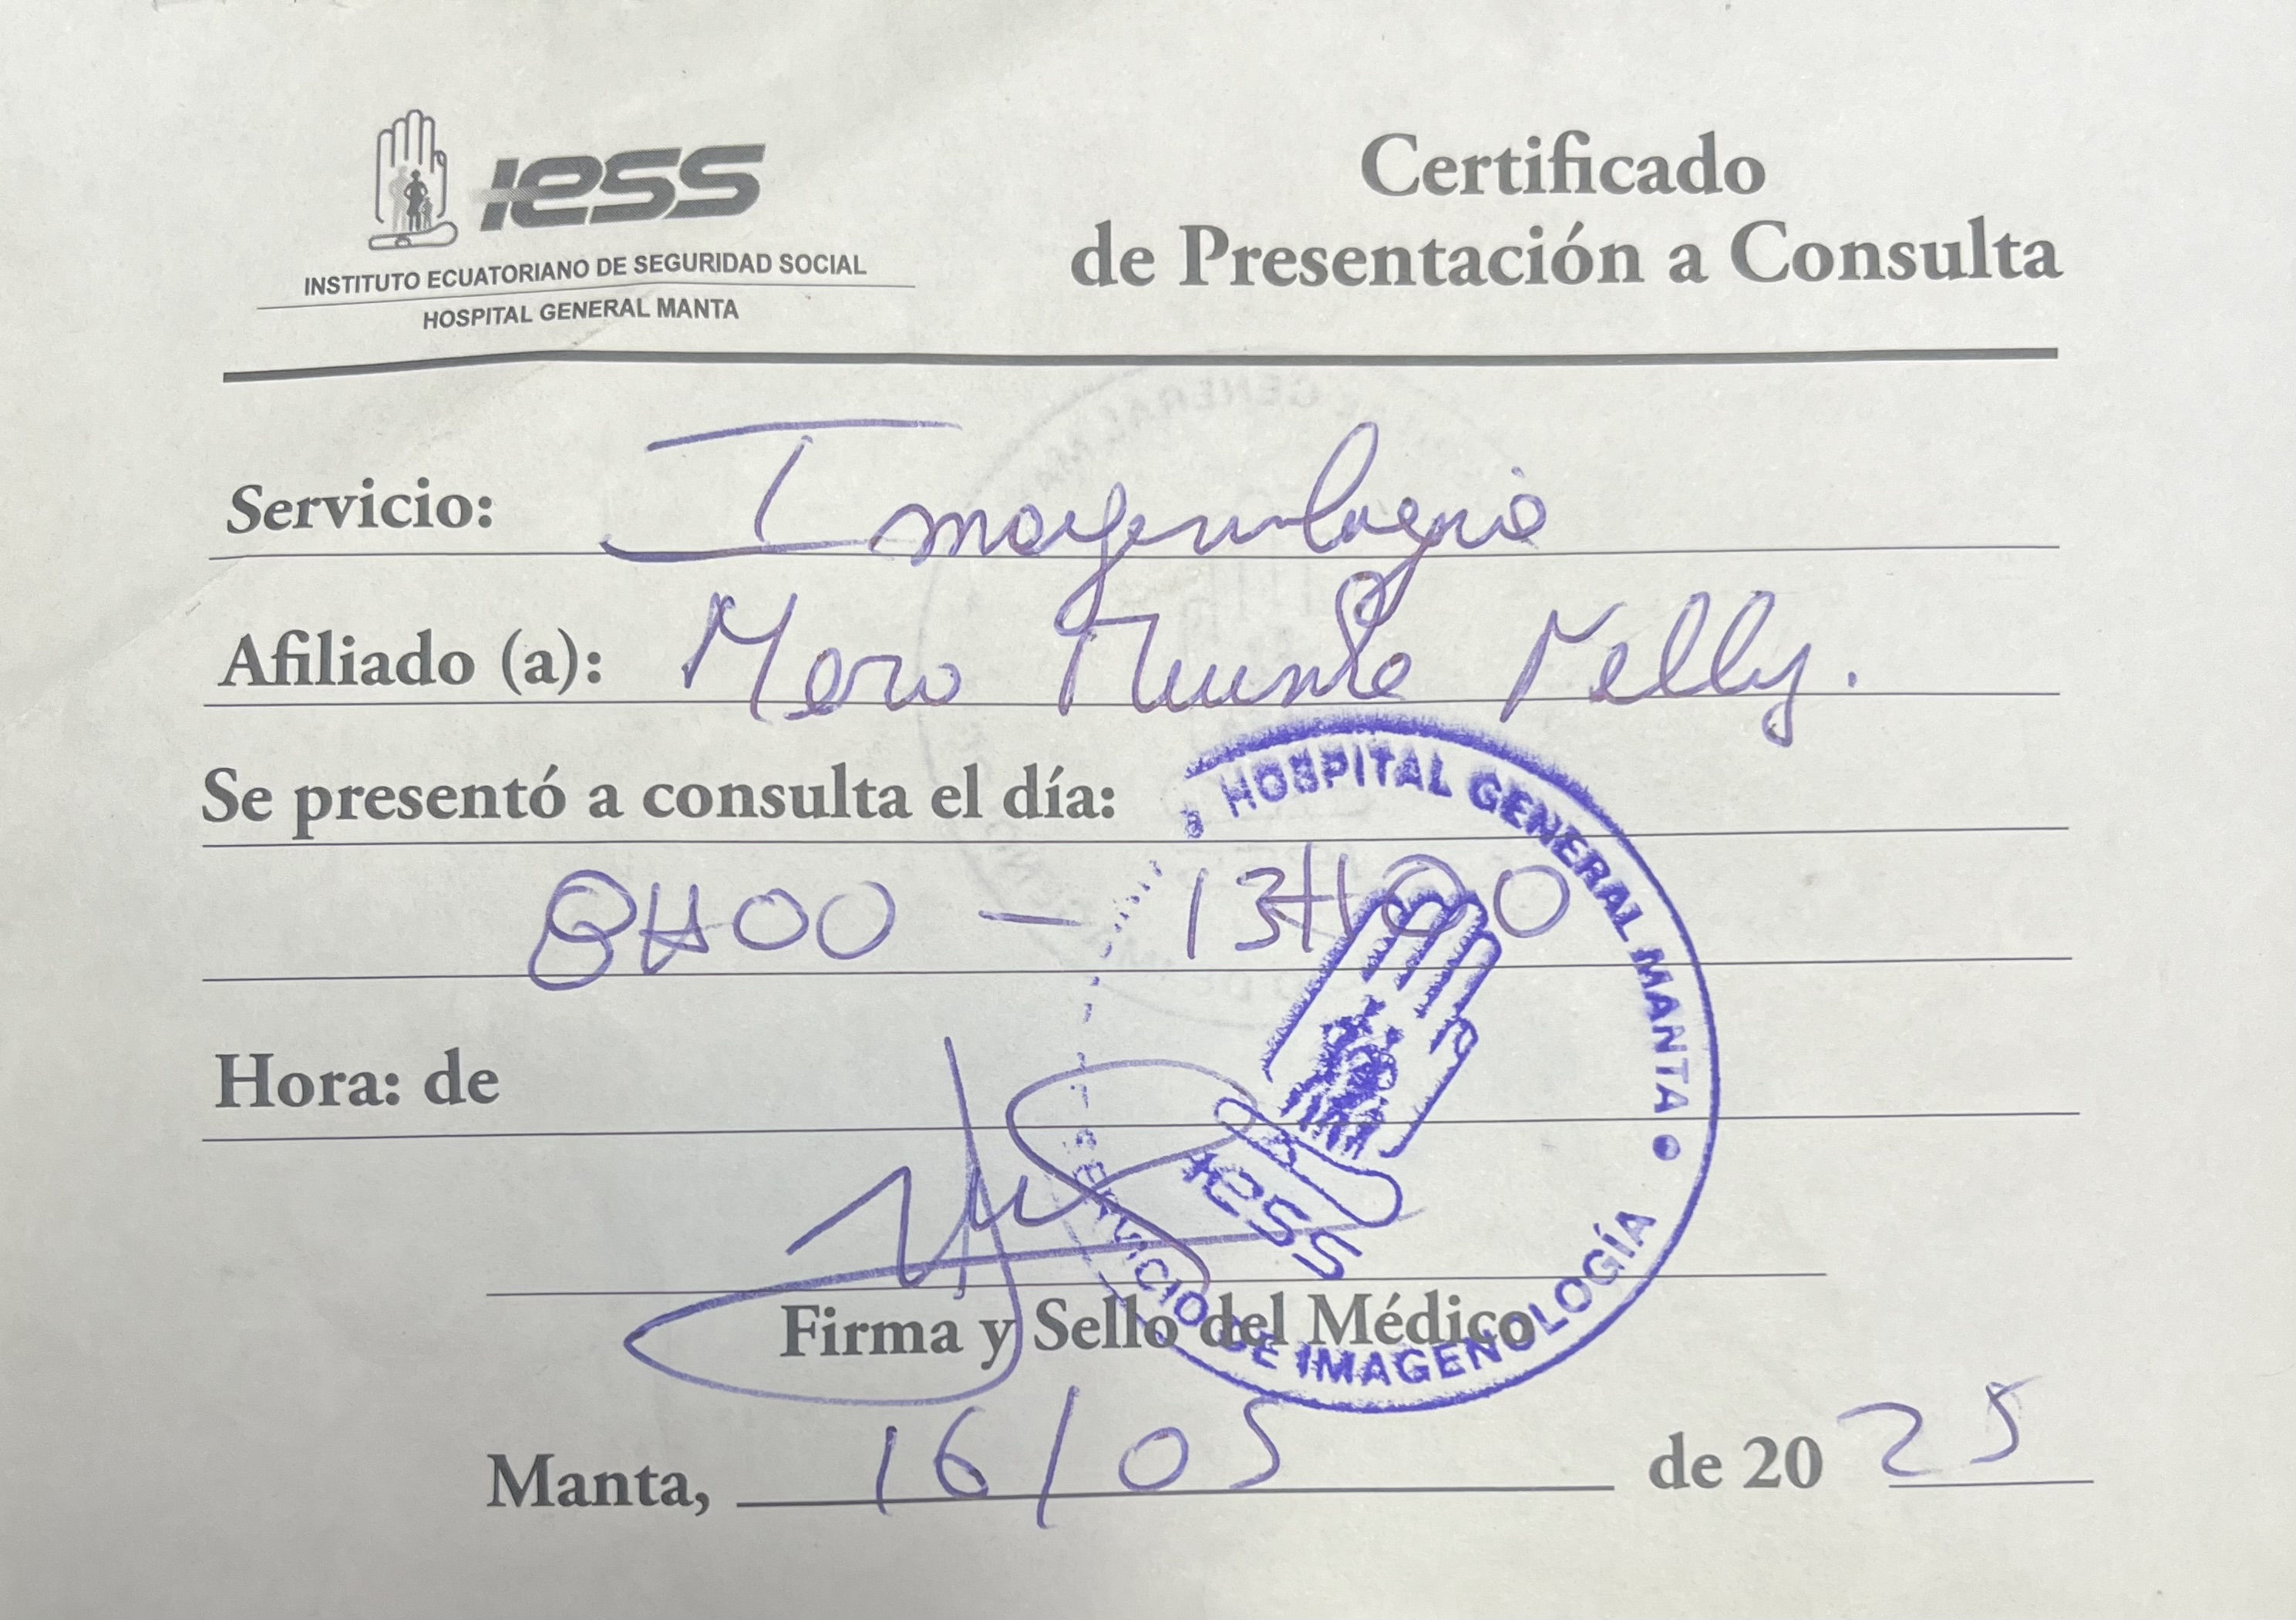 IESS
INSTITUTO ECUATORIANO DE SEGURIDAD SOCIAL
HOSPITAL GENERAL MANTA
Certificado
de Presentación a Consulta
Servicio: Imagenologia
Afiliado (a): Mero Muente Nelly.
Se presentó a consulta el día:
8H00 - 13H00
Hora: de
Firma y Sello del Médico
HOSPITAL GENERAL MANTA
IESS
SERVICIO DE IMAGENOLOGÍA
Manta, 16/05 de 2025